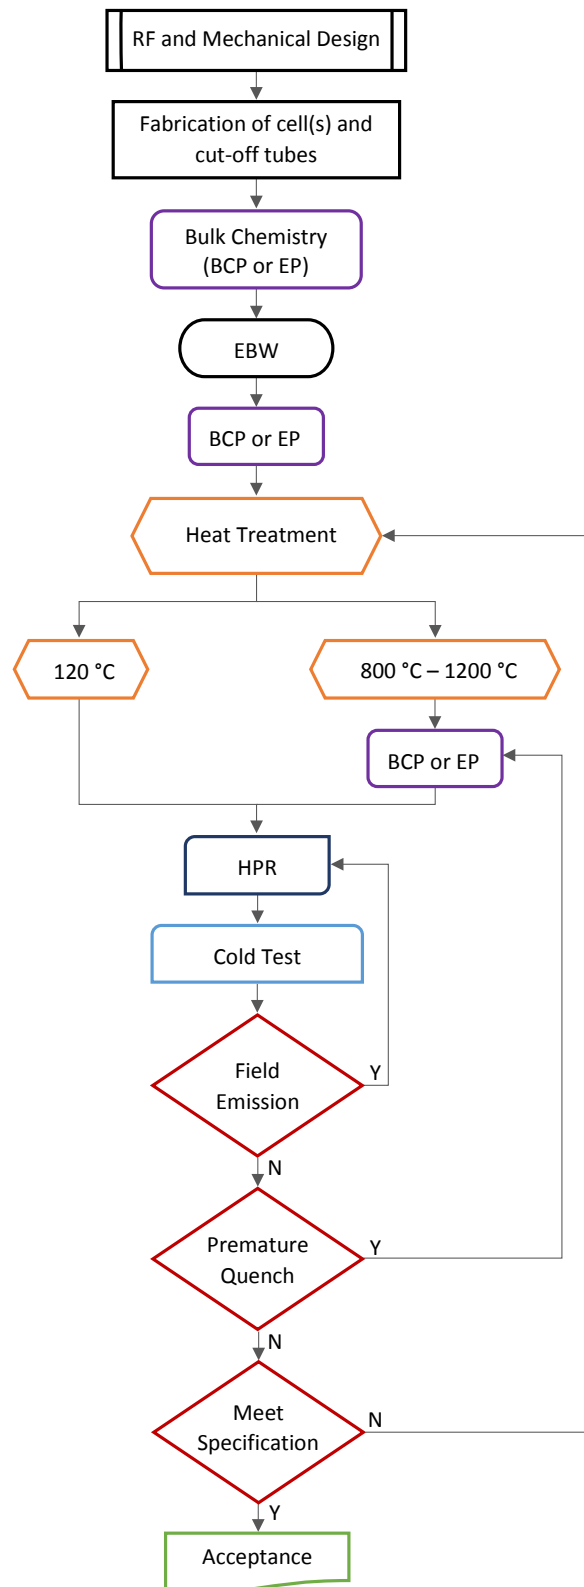 RF and Mechanical Design
Fabrication of cell(s) and
cut-off tubes
Bulk Chemistry
(BCP or EP)
EBW
BCP or EP
Heat Treatment
120 °C
800 °C – 1200 °C
BCP or EP
HPR
Cold Test
Field
Emission
Y
N
Premature
Quench
Y
N
Meet
Specification
N
Y
Acceptance